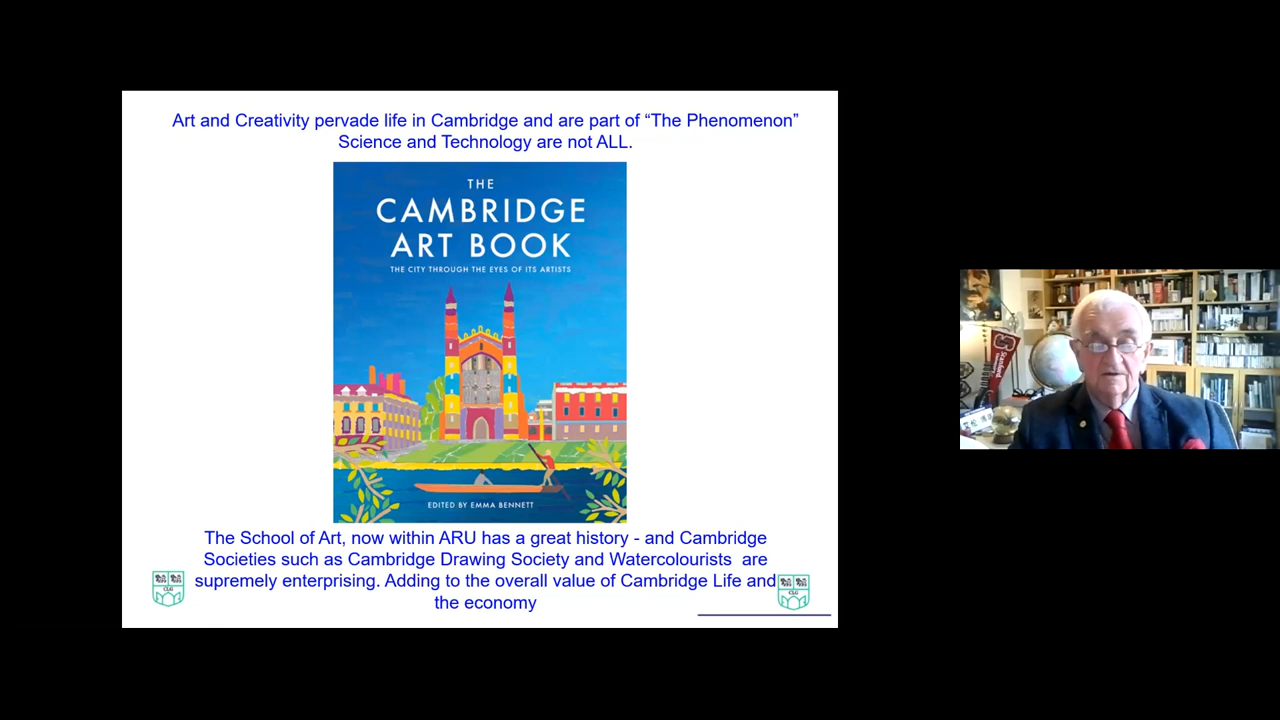 Art and Creativity pervade life in Cambridge and are part of “The Phenomenon”
Science and Technology are not ALL.
THE
CAMBRIDGE
ART BOOK
THE CITY THROUGH THE EYES OF ITS ARTISTS
EDITED BY EMMA BENNETT
The School of Art, now within ARU has a great history - and Cambridge
Societies such as Cambridge Drawing Society and Watercolourists are
supremely enterprising. Adding to the overall value of Cambridge Life and
the economy
CLG
CLG
Stanford